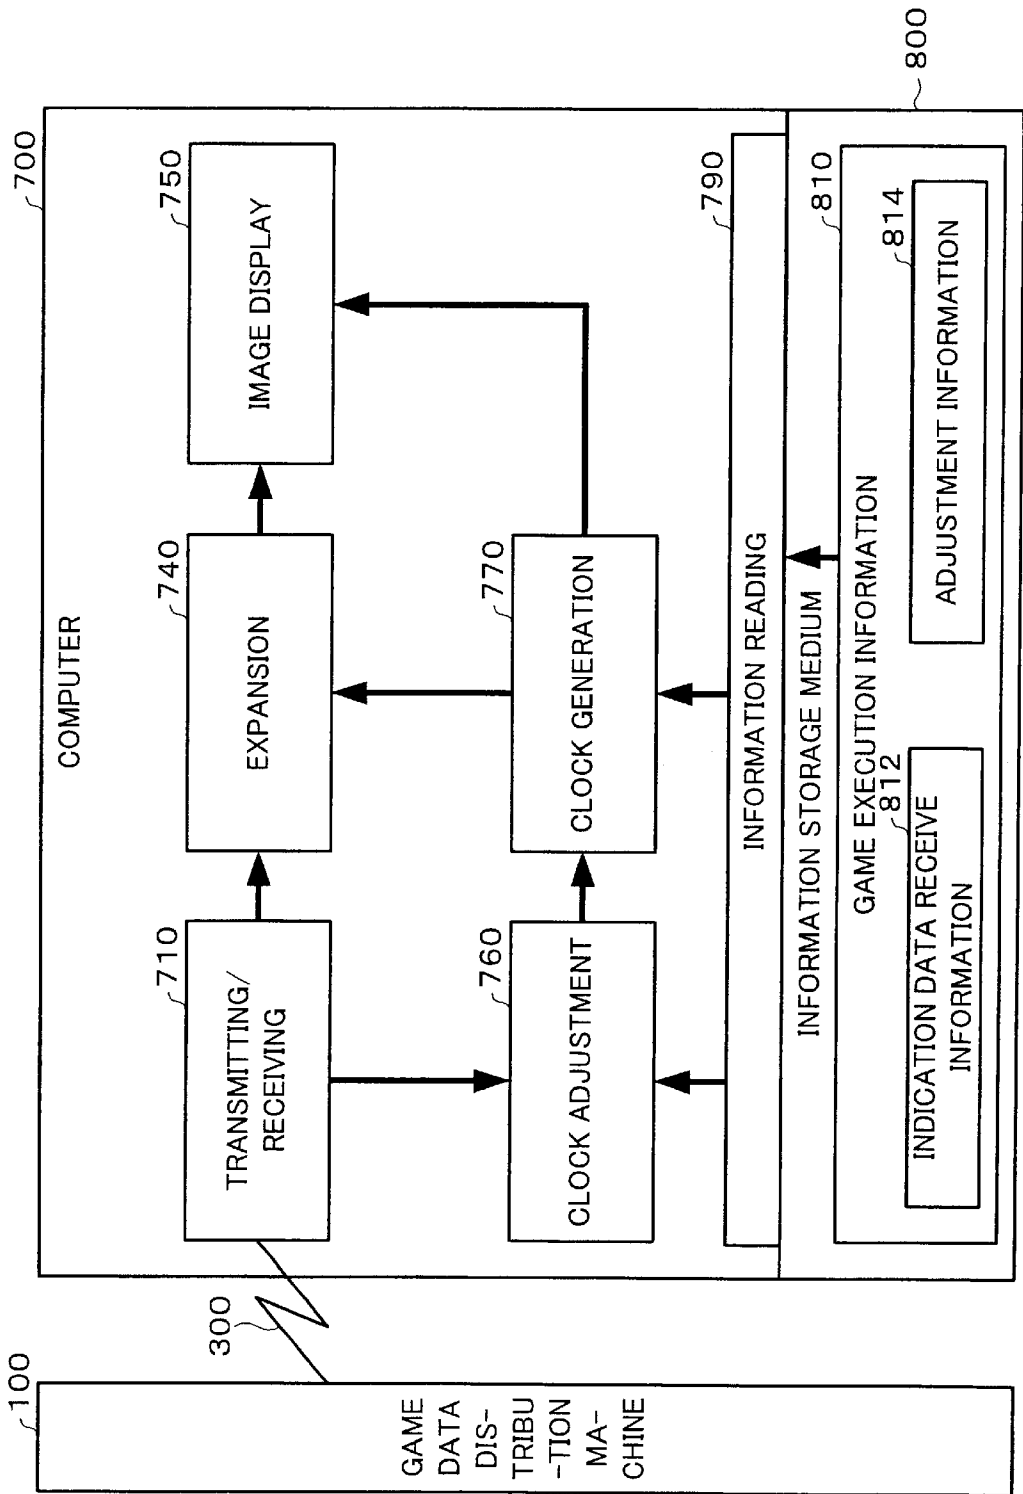 100
GAME
DATA
DIS-
TRIBU
-TION
MA-
CHINE
300
700
COMPUTER
710
TRANSMITTING/
RECEIVING
740
EXPANSION
750
IMAGE DISPLAY
760
CLOCK ADJUSTMENT
770
CLOCK GENERATION
790
INFORMATION READING
800
INFORMATION STORAGE MEDIUM
810
GAME EXECUTION INFORMATION
812
INDICATION DATA RECEIVE
INFORMATION
814
ADJUSTMENT INFORMATION